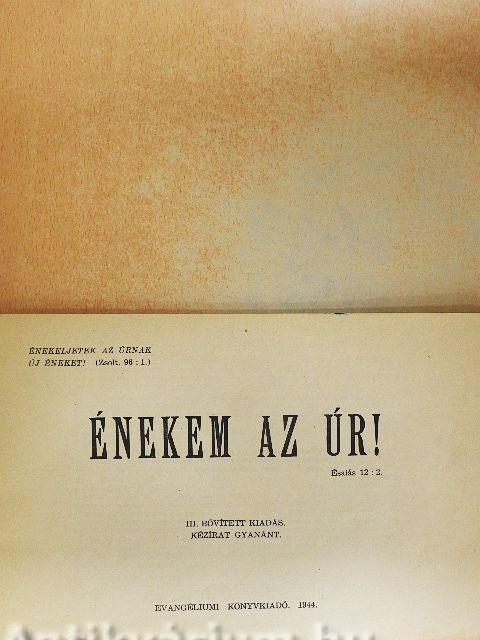 ÉNEKELJETEK AZ ÚRNAK
ÚJ ÉNEKET! (Zsolt. 96 : 1.)
ÉNEKEM AZ ÚR!
Ésaiás 12 : 2.
III. BŐVÍTETT KIADÁS.
KÉZIRAT GYANÁNT.
EVANGÉLIUMI KÖNYVKIADÓ. 1944.